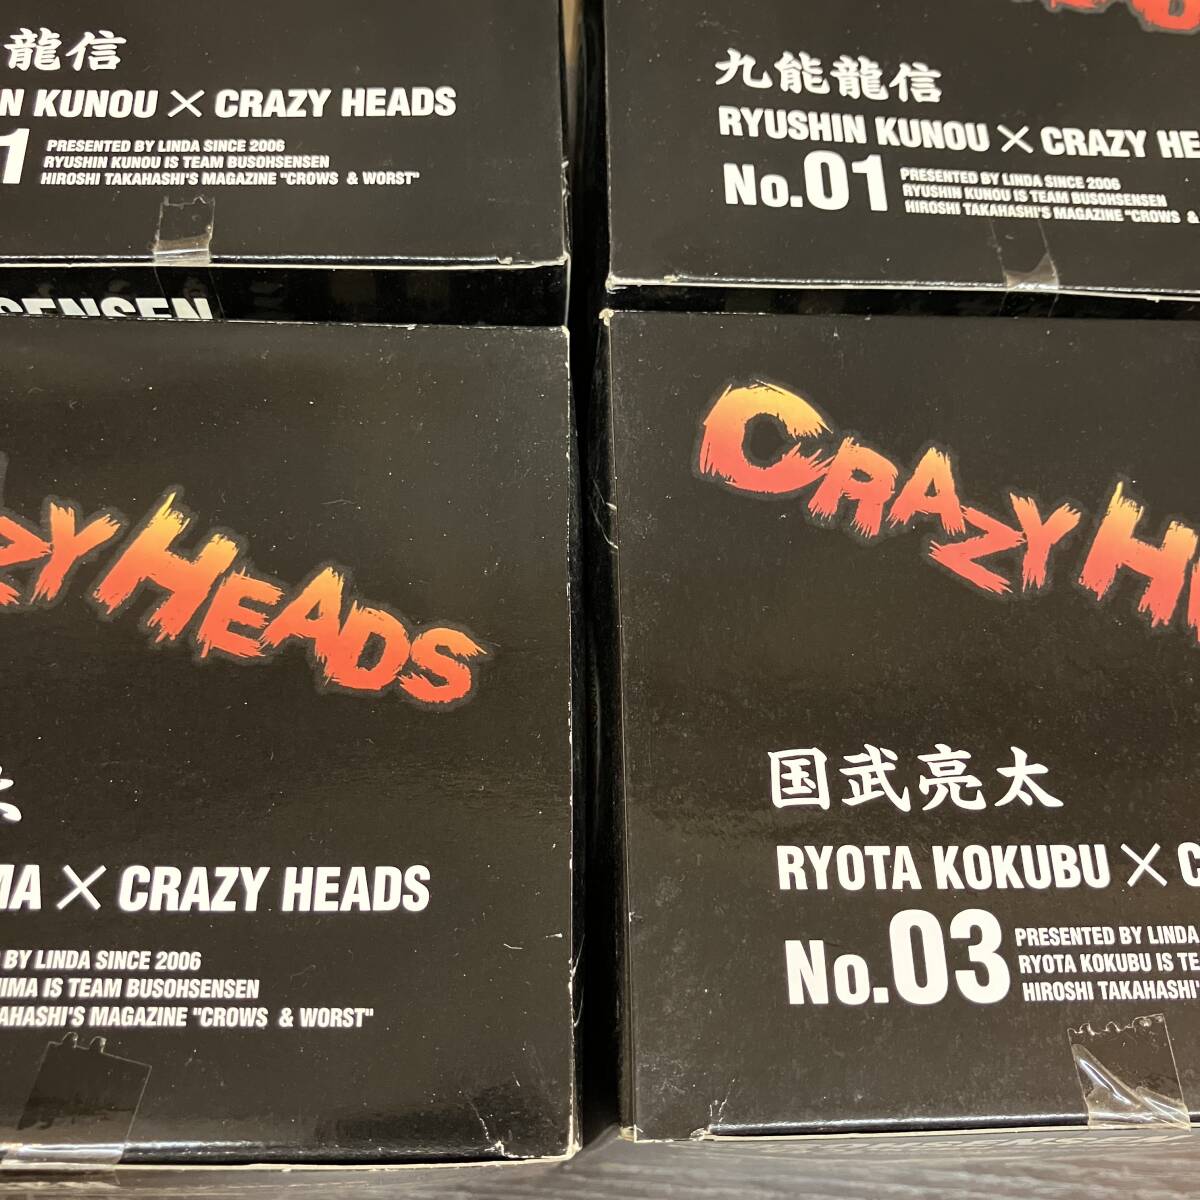 龍信
N KUNOU × CRAZY HEADS
1
PRESENTED BY LINDA SINCE 2006
RYUSHIN KUNOU IS TEAM BUSOHSENSEN
HIROSHI TAKAHASHI'S MAGAZINE "CROWS & WORST"
九能龍信
RYUSHIN KUNOU × CRAZY HE
No.01
PRESENTED BY LINDA SINCE 2006
RYUSHIN KUNOU IS TEAM BUSOHSENSEN
HIROSHI TAKAHASHI'S MAGAZINE "CROWS &
SENSEN
ZY HEADS
MA × CRAZY HEADS
BY LINDA SINCE 2006
IMA IS TEAM BUSOHSENSEN
AHASHI'S MAGAZINE "CROWS & WORST"
CRAZY H
国武亮太
RYOTA KOKUBU × C
No.03
PRESENTED BY LINDA
RYOTA KOKUBU IS TE
HIROSHI TAKAHASHI'